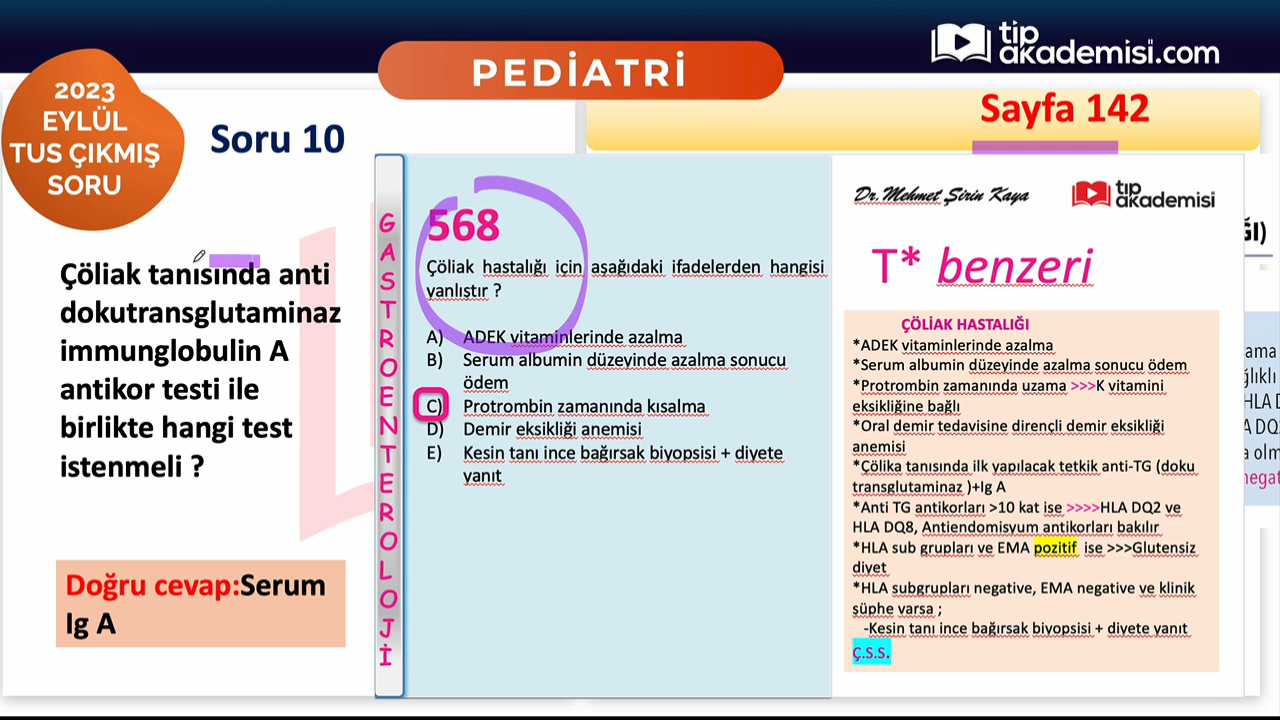 PEDİATRİ
tıp
akademisi.com
2023
EYLÜL
TUS ÇIKMIŞ
SORU
Soru 10
Çöliak tanısında anti
dokutransglutaminaz
immunglobulin A
antikor testi ile
birlikte hangi test
istenmeli ?
Doğru cevap:Serum
Ig A
Sayfa 142
GASTROENTEROLOJİ
568
Çöliak hastalığı için aşağıdaki ifadelerden hangisi
yanlıştır ?
A) ADEK vitaminlerinde azalma
B) Serum albumin düzeyinde azalma sonucu
ödem
C) Protrombin zamanında kısalma
D) Demir eksikliği anemisi
E) Kesin tanı ince bağırsak biyopsisi + diyete
yanıt
Dr. Mehmet Şirin Kaya
tıp
akademisi
T* benzeri
ÇÖLİAK HASTALIĞI
*ADEK vitaminlerinde azalma
*Serum albumin düzeyinde azalma sonucu ödem
*Protrombin zamanında uzama >>>K vitamini
eksikliğine bağlı
*Oral demir tedavisine dirençli demir eksikliği
anemisi
*Çölika tanısında ilk yapılacak tetkik anti-TG (doku
transglutaminaz )+Ig A
*Anti TG antikorları >10 kat ise >>>>HLA DQ2 ve
HLA DQ8, Antiendomisyum antikorları bakılır
*HLA sub grupları ve EMA pozitif ise >>>Glutensiz
diyet
*HLA subgrupları negative, EMA negative ve klinik
süphe varsa ;
-Kesin tanı ince bağırsak biyopsisi + diyete yanıt
Ç.S.S.